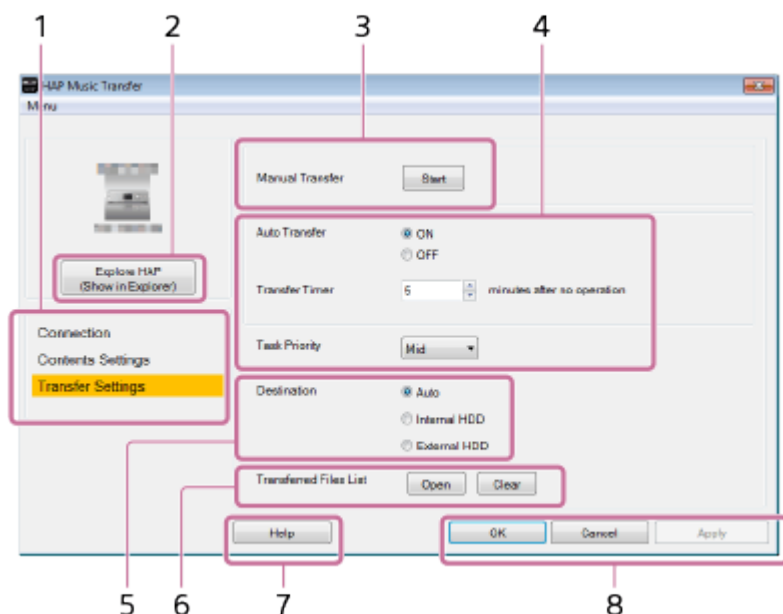 1 2 3 4
HAP Music Transfer
Menu
Manual Transfer Start
Auto Transfer ON
OFF
Explore HAP
(Show in Explorer)
Transfer Timer 5 minutes after no operation
Connection
Contents Settings
Transfer Settings
Task Priority Mid
Destination Auto
Internal HDD
External HDD
Transferred Files List Open Clear
Help OK Cancel Apply
5 6 7 8